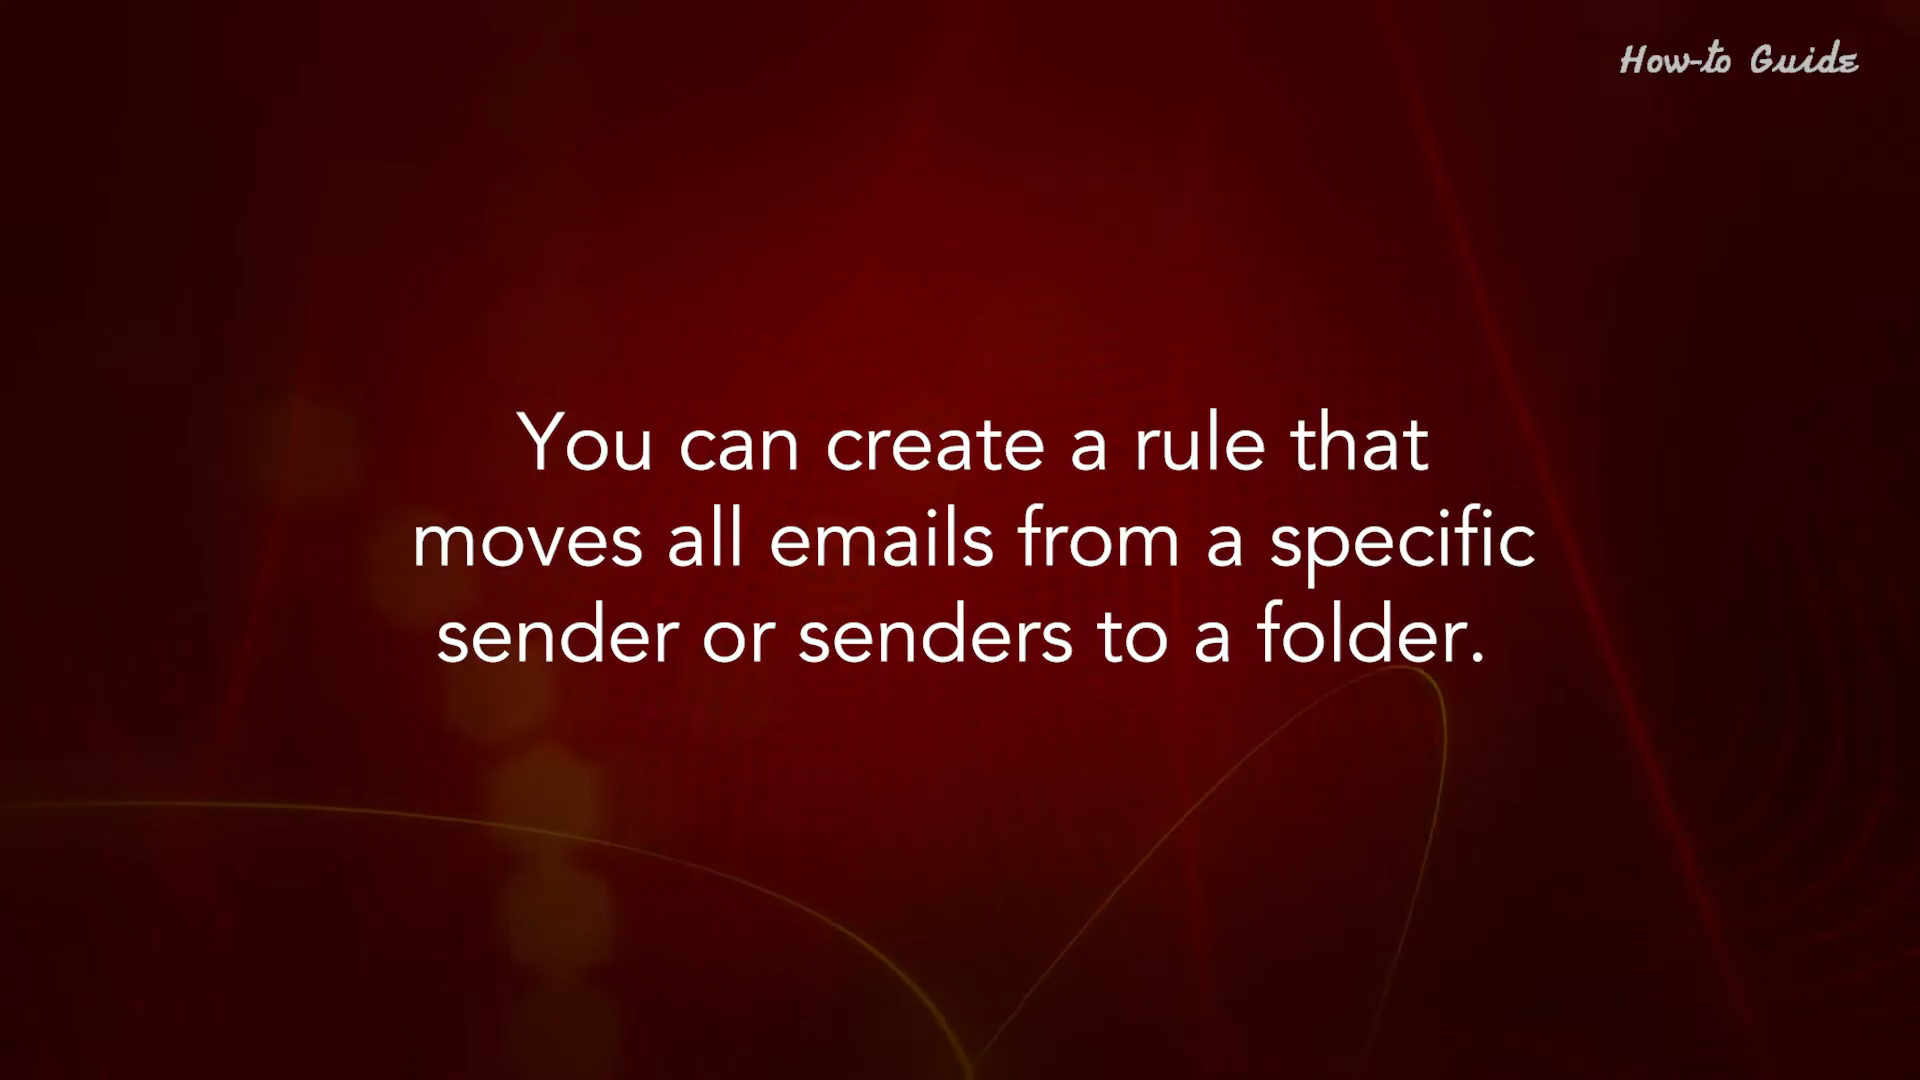 How-to Guide
You can create a rule that
moves all emails from a specific
sender or senders to a folder.